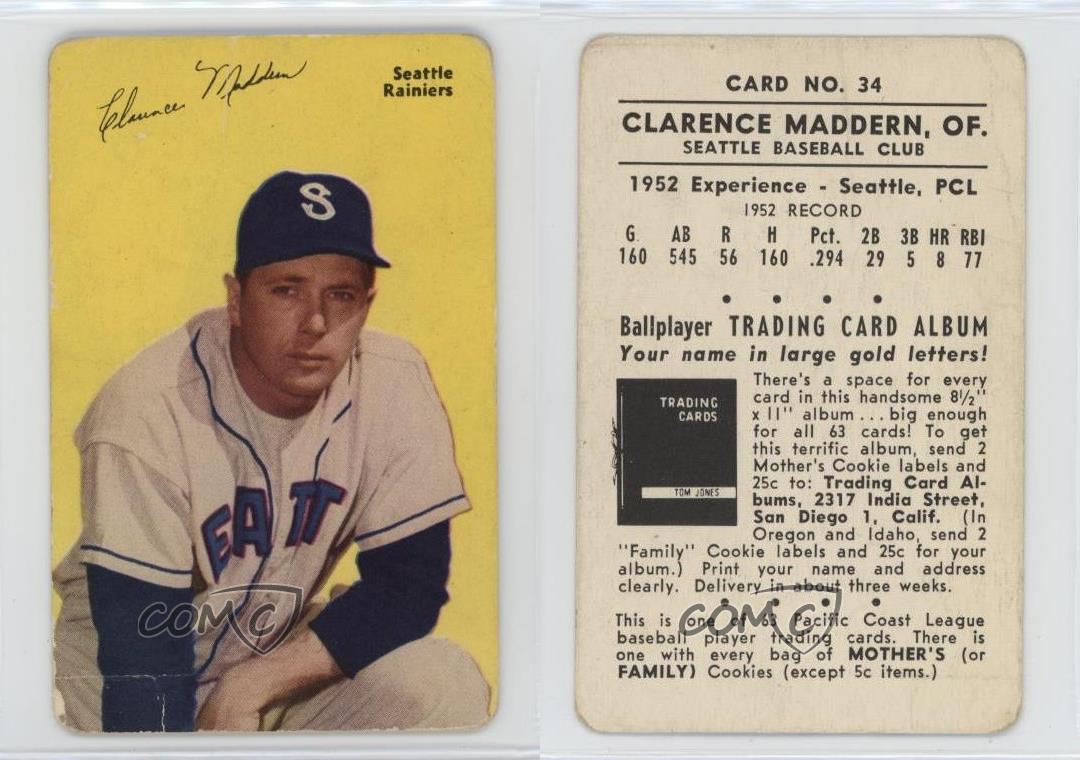 Clarence Maddern
Seattle
Rainiers
S
EATT
COMC
CARD NO. 34
CLARENCE MADDERN, OF.
SEATTLE BASEBALL CLUB
1952 Experience - Seattle, PCL
1952 RECORD
G AB R H Pct. 2B 3B HR RBI
160 545 56 160 .294 29 5 8 77
Ballplayer TRADING CARD ALBUM
Your name in large gold letters!
TRADING
CARDS
TOM JONES
There's a space for every
card in this handsome 8½"
x 11" album ... big enough
for all 63 cards! To get
this terrific album, send 2
Mother's Cookie labels and
25c to: Trading Card Al-
bums, 2317 India Street,
San Diego 1, Calif. (In
Oregon and Idaho, send 2
"Family" Cookie labels and 25c for your
album.) Print your name and address
clearly. Delivery in about three weeks.
This is one of 63 Pacific Coast League
baseball player trading cards. There is
one with every bag of MOTHER'S (or
FAMILY) Cookies (except 5c items.)
COMC